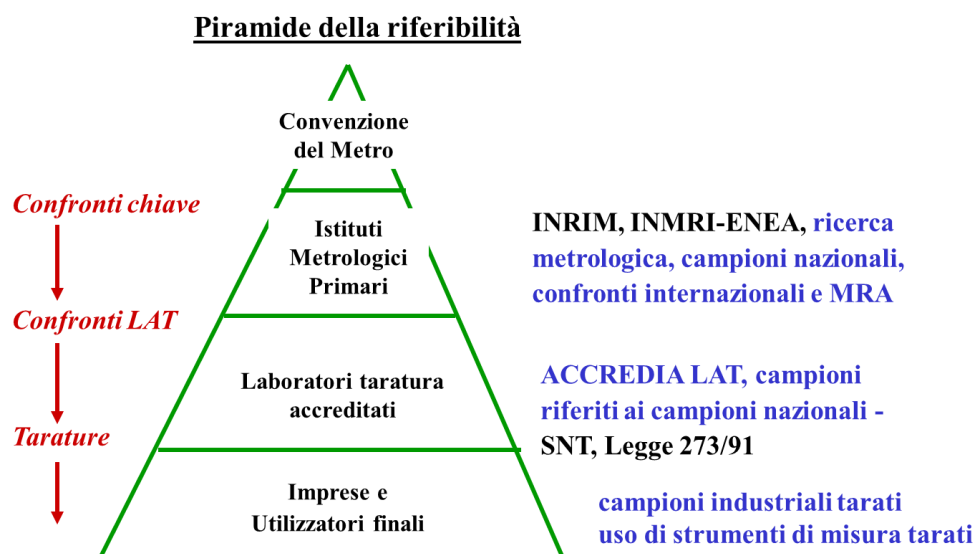 Piramide della riferibilità
Convenzione
del Metro
Confronti chiave
Istituti
Metrologici
Primari
INRIM, INMRI-ENEA, ricerca
metrologica, campioni nazionali,
confronti internazionali e MRA
Confronti LAT
Laboratori taratura
accreditati
ACCREDIA LAT, campioni
riferiti ai campioni nazionali -
SNT, Legge 273/91
Tarature
Imprese e
Utilizzatori finali
campioni industriali tarati
uso di strumenti di misura tarati